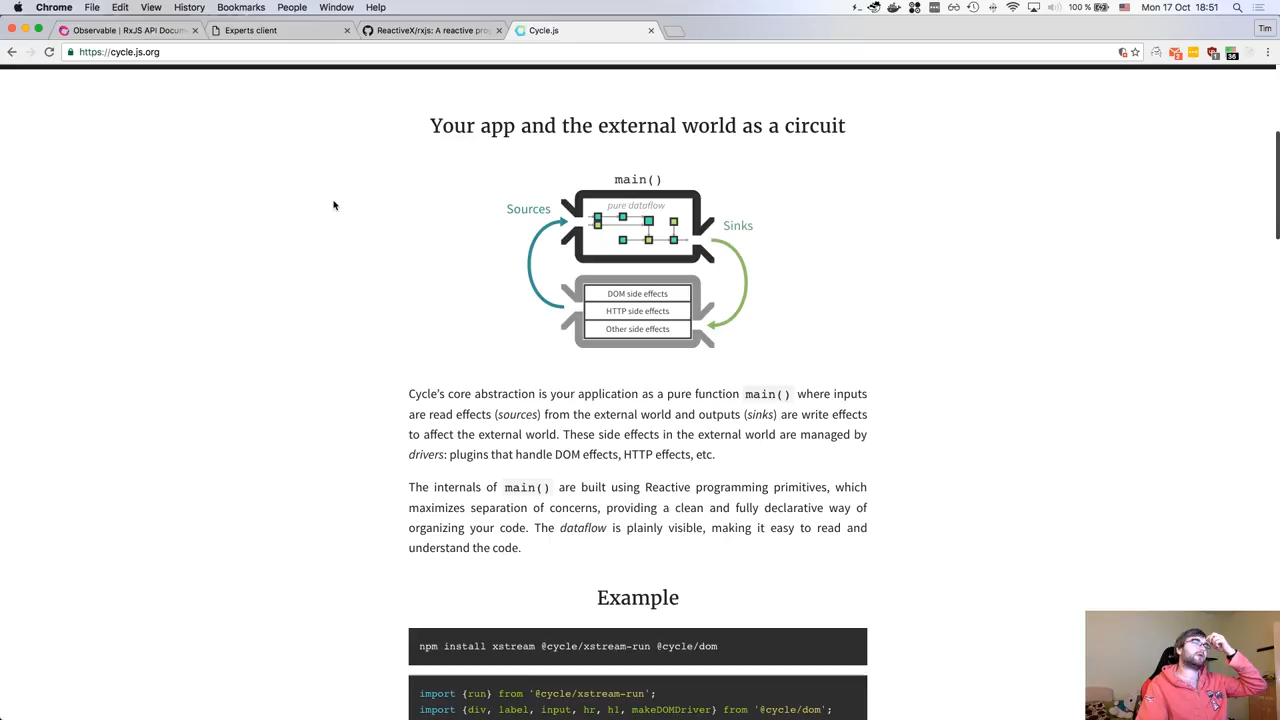 Chrome File Edit View History Bookmarks People Window Help
100 % Mon 17 Oct 18:51
Observable | RxJS API Docum
Experts client
ReactiveX/rxjs: A reactive prog
Cycle.js
Tim
https://cycle.js.org
Your app and the external world as a circuit
main()
pure dataflow
Sources
Sinks
DOM side effects
HTTP side effects
Other side effects
Cycle's core abstraction is your application as a pure function main() where inputs
are read effects (sources) from the external world and outputs (sinks) are write effects
to affect the external world. These side effects in the external world are managed by
drivers: plugins that handle DOM effects, HTTP effects, etc.
The internals of main() are built using Reactive programming primitives, which
maximizes separation of concerns, providing a clean and fully declarative way of
organizing your code. The dataflow is plainly visible, making it easy to read and
understand the code.
Example
npm install xstream @cycle/xstream-run @cycle/dom
import {run} from '@cycle/xstream-run';
import {div, label, input, hr, h1, makeDOMDriver} from '@cycle/dom';